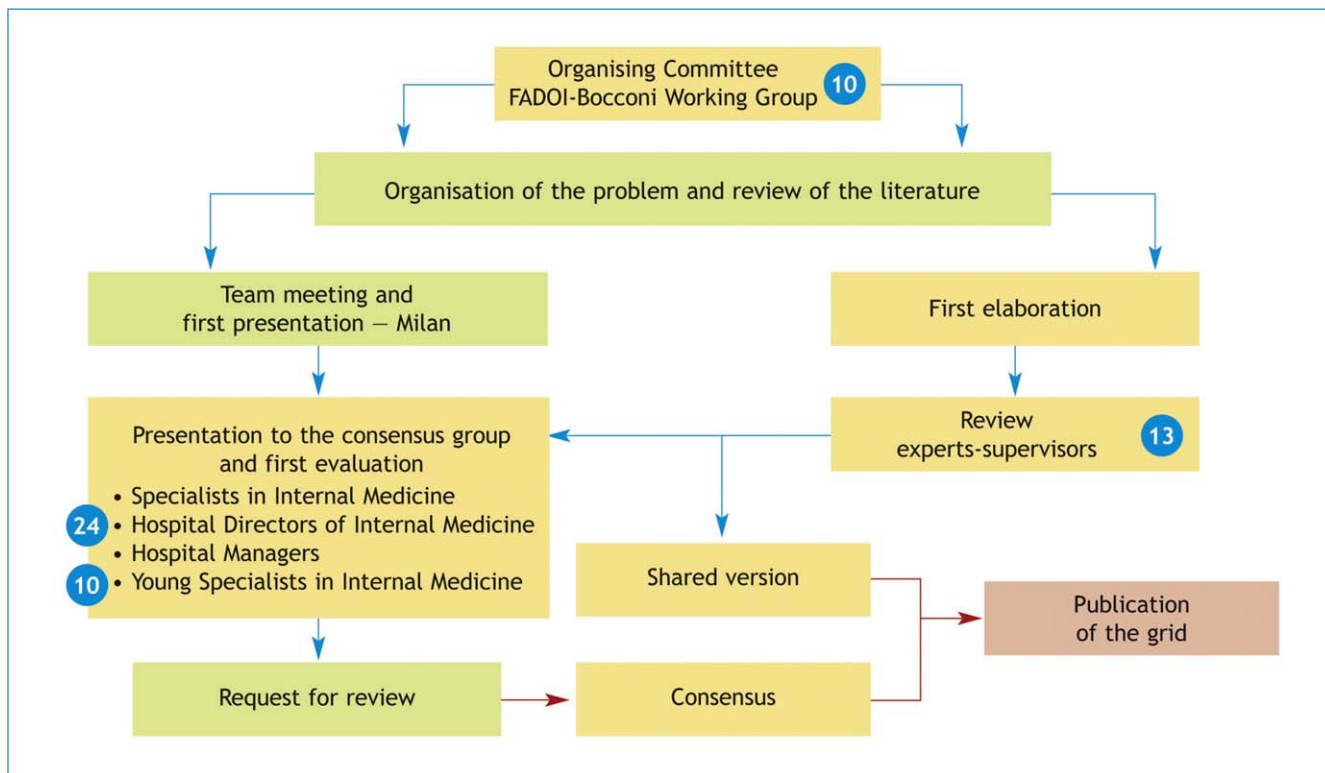 Organising Committee
FADOI-Bocconi Working Group
10
Organisation of the problem and review of the literature
Team meeting and
first presentation — Milan
First elaboration
Presentation to the consensus group
and first evaluation
• Specialists in Internal Medicine
24 • Hospital Directors of Internal Medicine
• Hospital Managers
10 • Young Specialists in Internal Medicine
Review
experts-supervisors
13
Shared version
Publication
of the grid
Request for review
Consensus